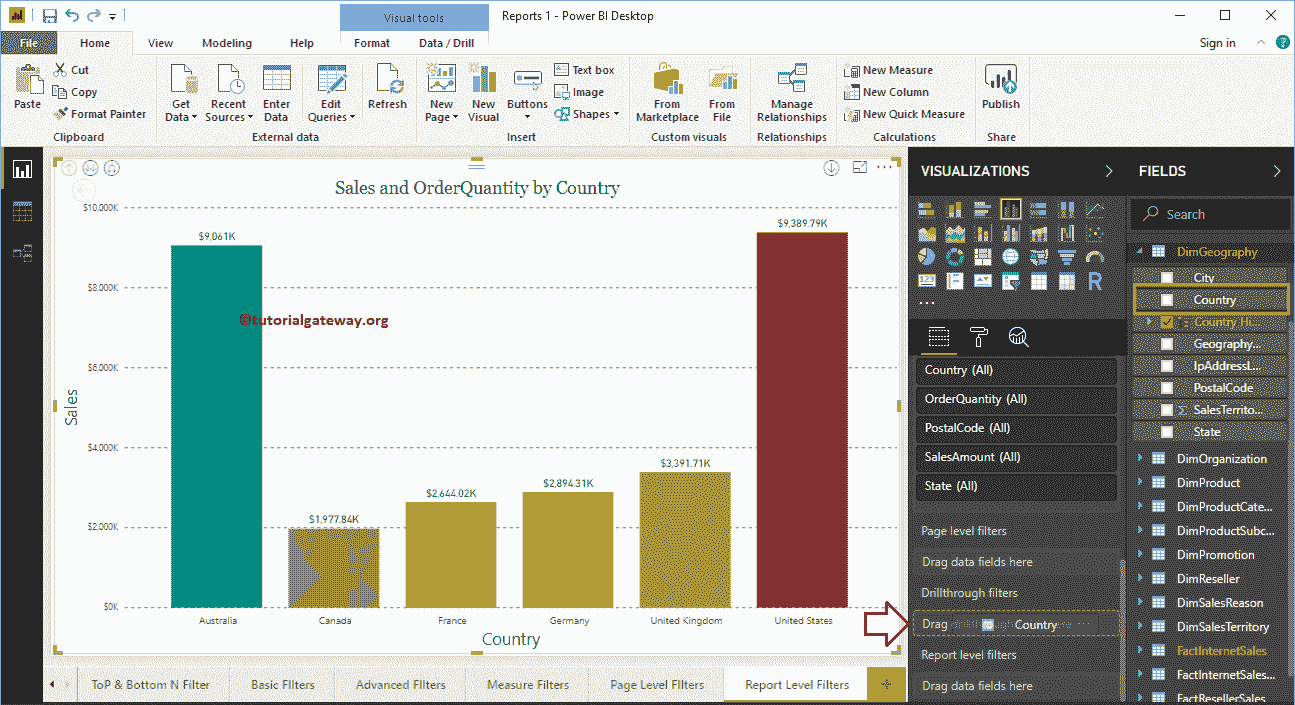 Visual tools
Reports 1 - Power BI Desktop
File Home View Modeling Help Format Data / Drill Sign in
Paste
Cut
Copy
Format Painter
Clipboard
Get Data
Recent Sources
Enter Data
Edit Queries
External data
Refresh
New Page
New Visual
Buttons
Text box
Image
Shapes
Insert
From Marketplace
From File
Custom visuals
Manage Relationships
Relationships
New Measure
New Column
New Quick Measure
Calculations
Publish
Share
Sales and OrderQuantity by Country
Sales
$10,000K
$8,000K
$6,000K
$4,000K
$2,000K
$0K
$9,061K
$1,977.84K
$2,644.02K
$2,894.31K
$3,391.71K
$9,389.79K
©tutorialgateway.org
Australia Canada France Germany United Kingdom United States
Country
ToP & Bottom N Filter Basic FIlters Advanced FIlters Measure Filters Page Level FIlters Report Level FIlters
VISUALIZATIONS
123
R
Country (All)
OrderQuantity (All)
PostalCode (All)
SalesAmount (All)
State (All)
Page level filters
Drag data fields here
Drillthrough filters
Drag
Country
Report level filters
Drag data fields here
FIELDS
Search
DimGeography
City
Country
Country Hi...
Geography...
IpAddressL...
PostalCode
SalesTerrito...
State
DimOrganization
DimProduct
DimProductCate...
DimProductSubc...
DimPromotion
DimReseller
DimSalesReason
DimSalesTerritory
FactInternetSales
FactInternetSales...
FactResellerSales